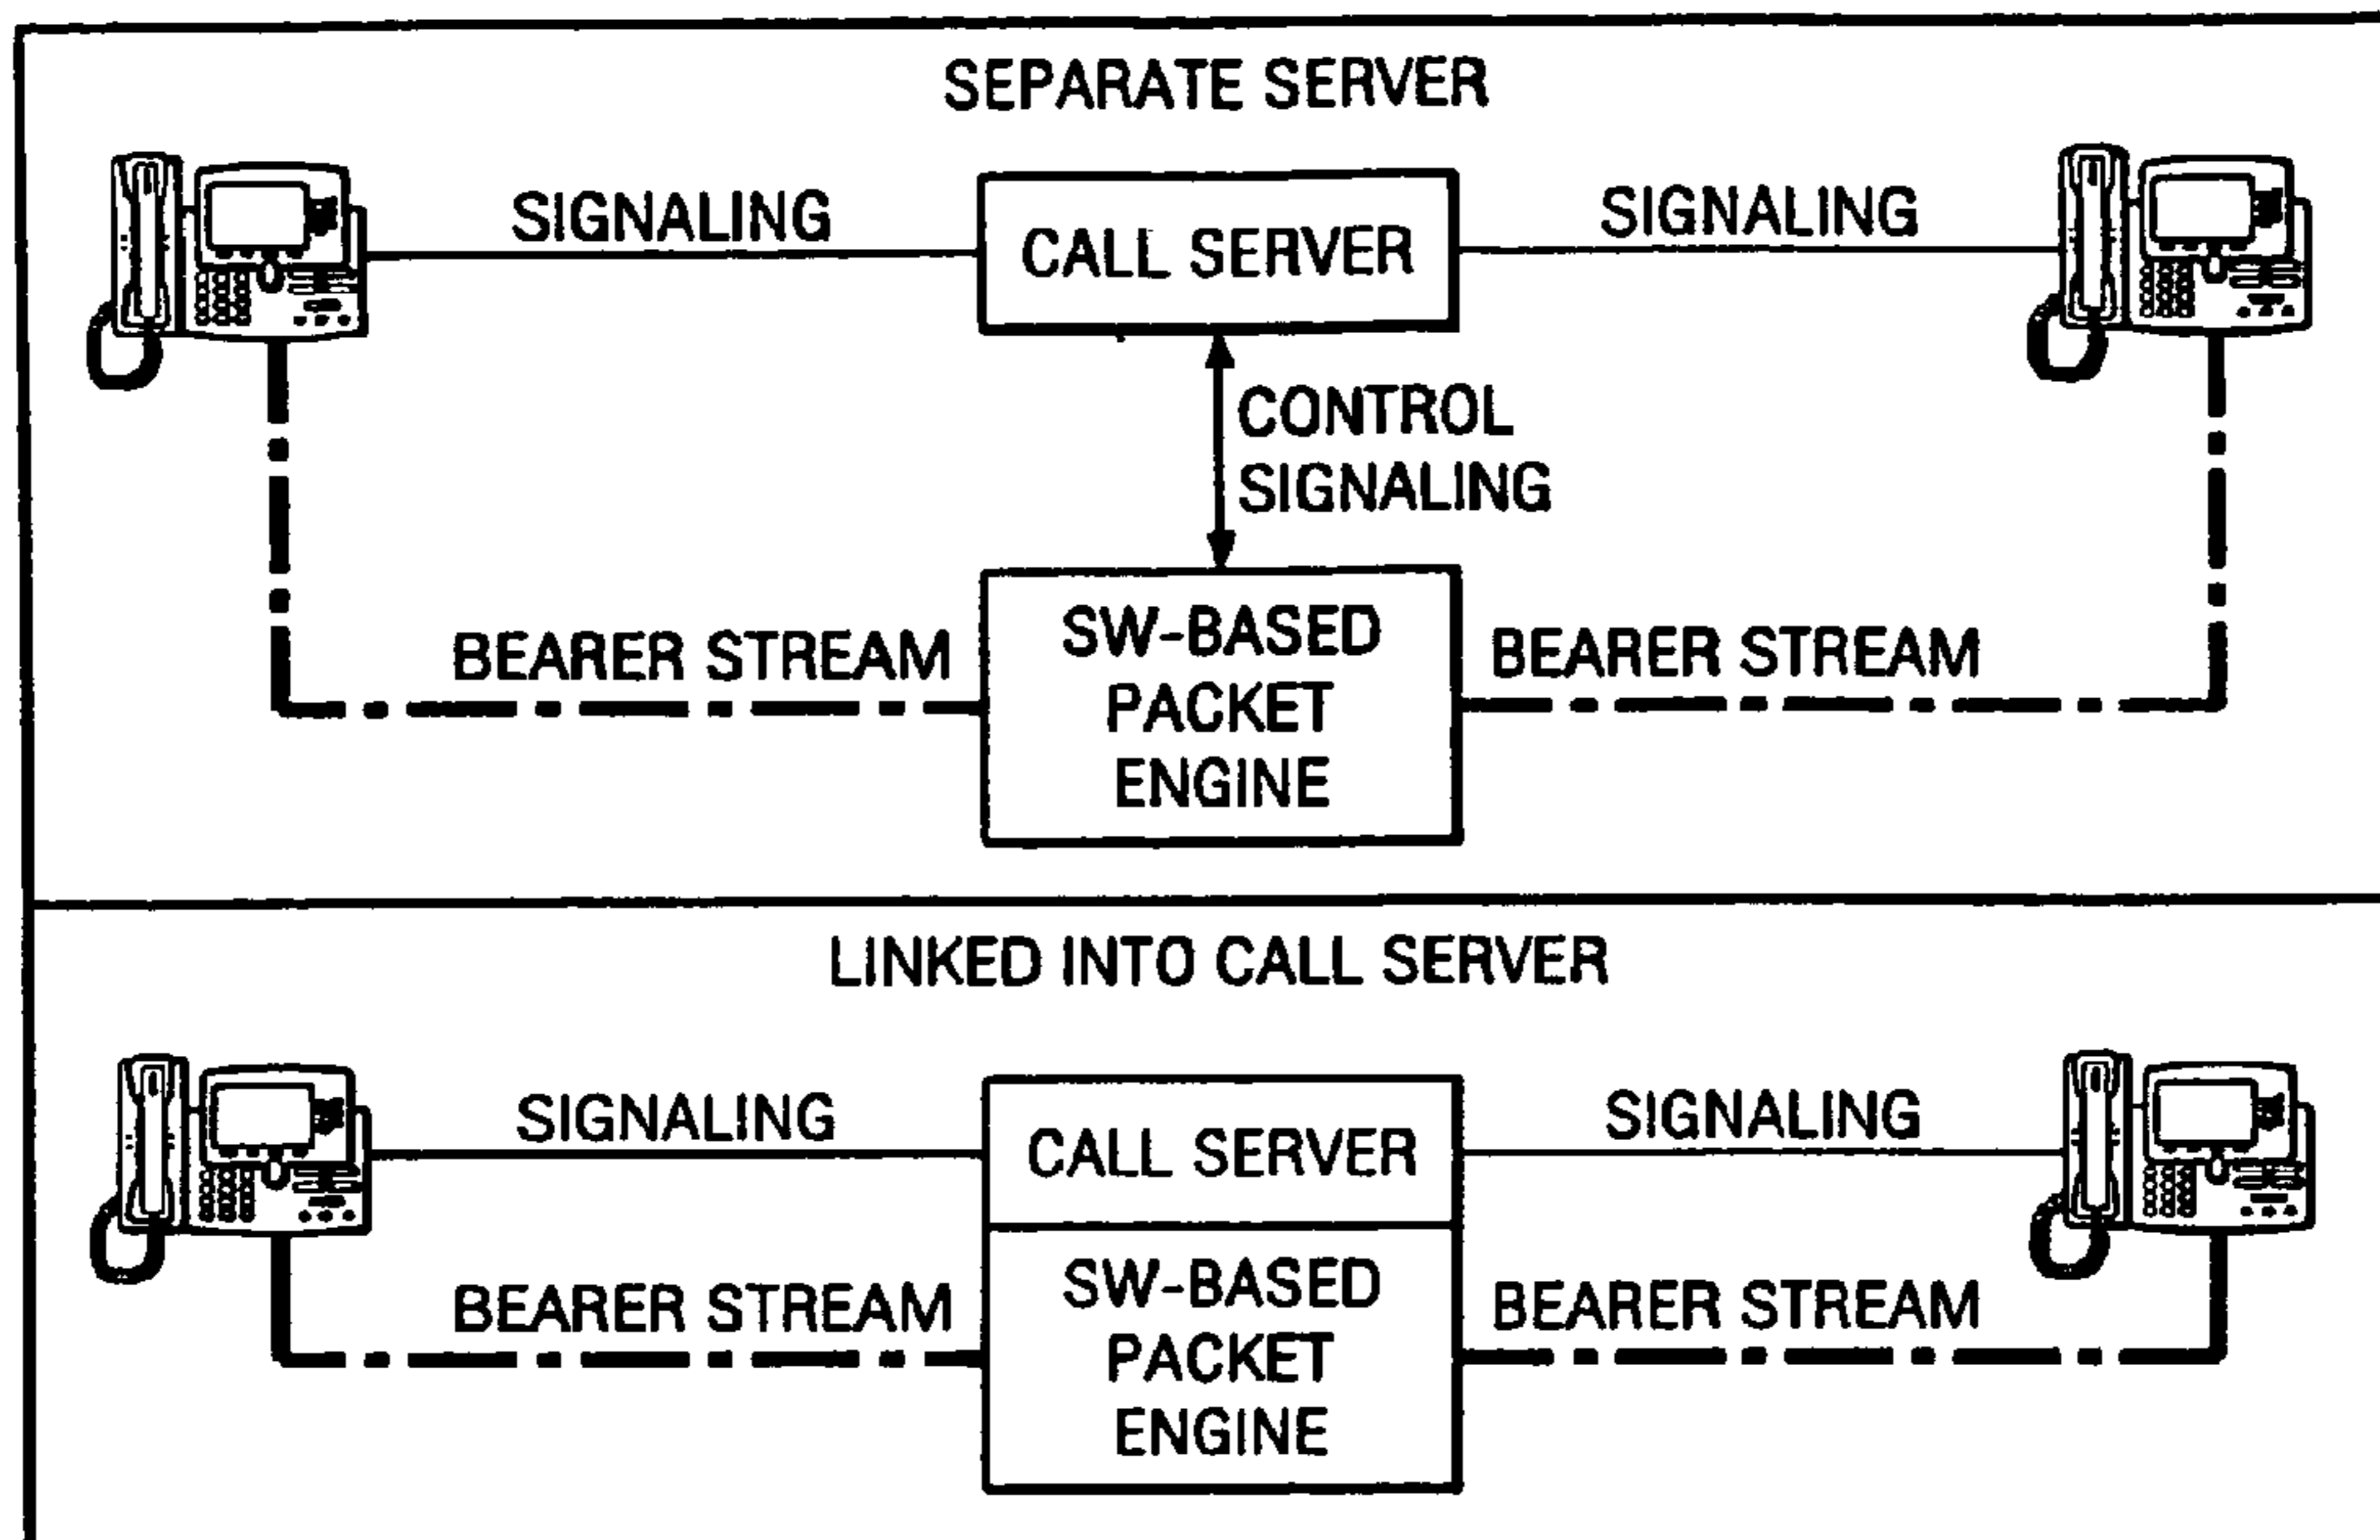 SEPARATE SERVER
SIGNALING
CALL SERVER
SIGNALING
CONTROL
SIGNALING
BEARER STREAM
SW-BASED
PACKET
ENGINE
BEARER STREAM
LINKED INTO CALL SERVER
SIGNALING
CALL SERVER
SIGNALING
BEARER STREAM
SW-BASED
PACKET
ENGINE
BEARER STREAM